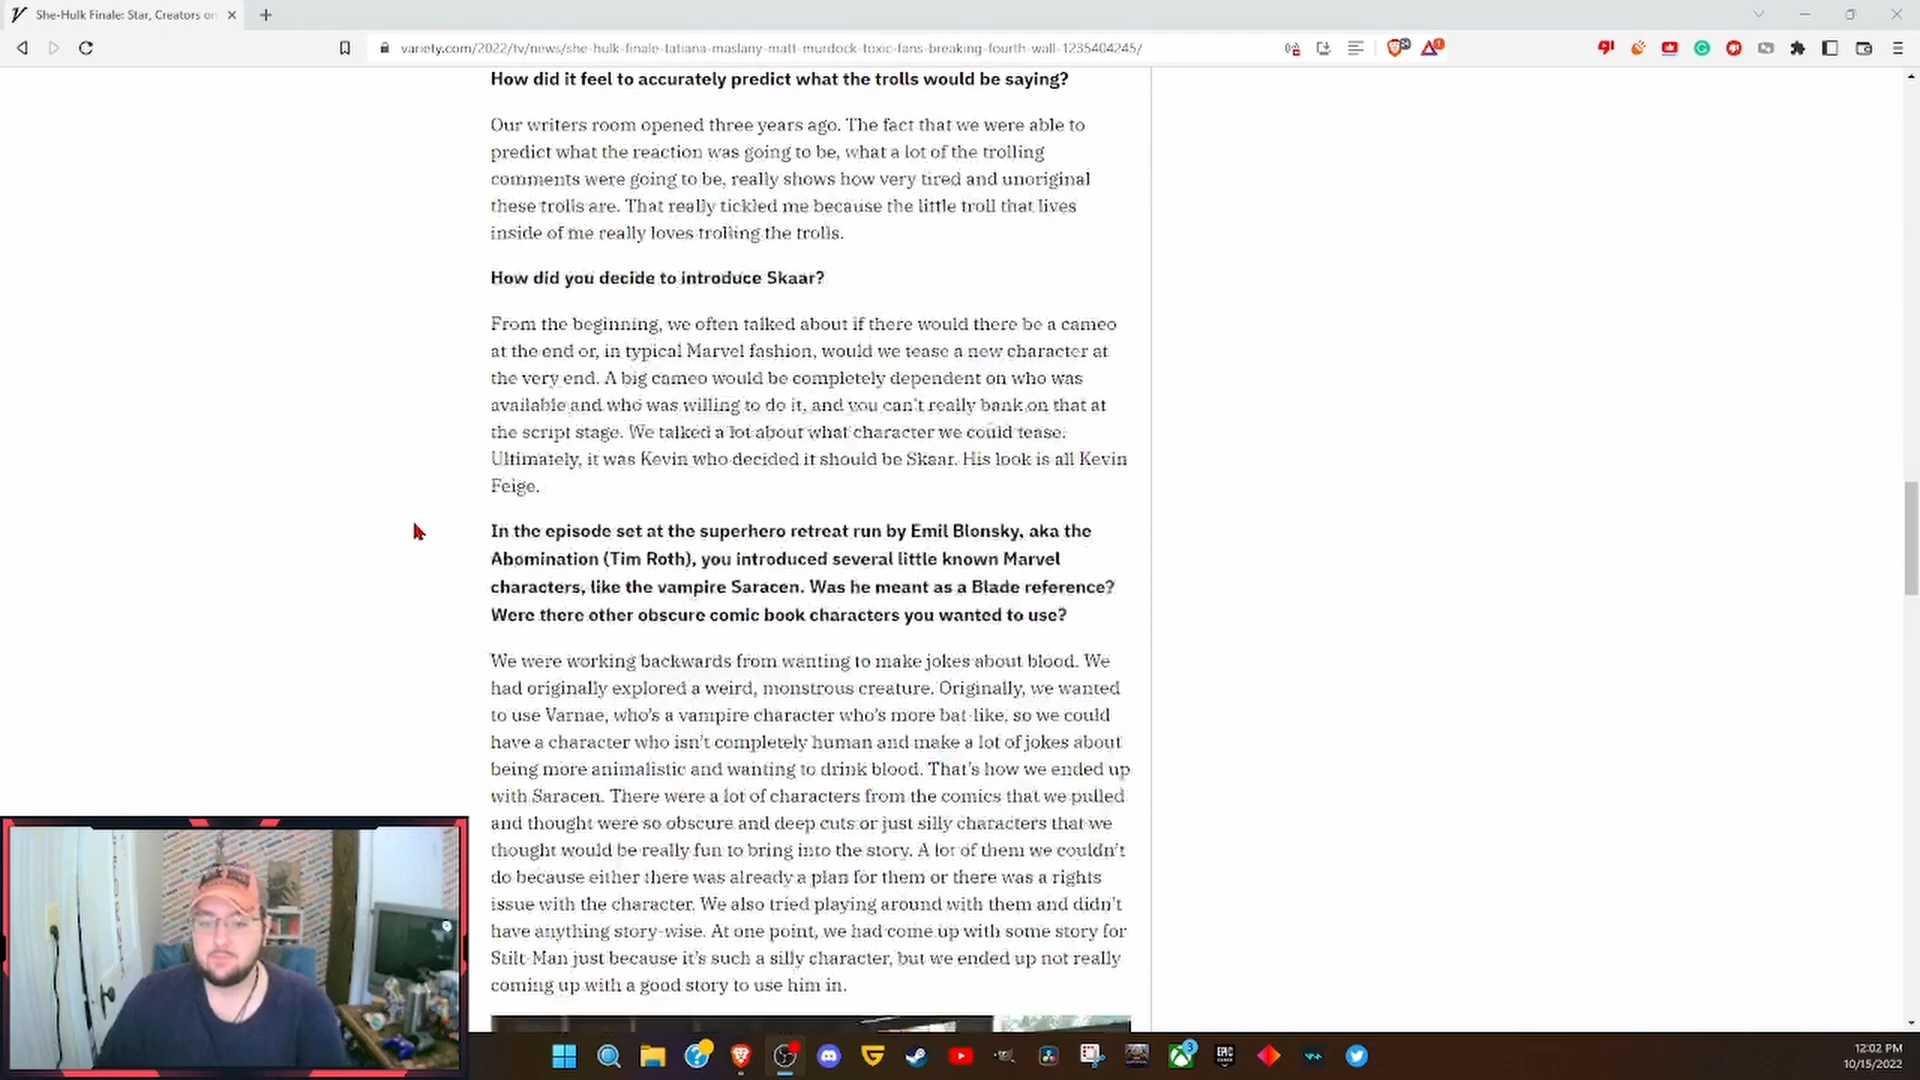 She-Hulk Finale: Star, Creators on
variety.com/2022/tv/news/she-hulk-finale-tatiana-maslany-matt-murdock-toxic-fans-breaking-fourth-wall-1235404245/
How did it feel to accurately predict what the trolls would be saying?
Our writers room opened three years ago. The fact that we were able to
predict what the reaction was going to be, what a lot of the trolling
comments were going to be, really shows how very tired and unoriginal
these trolls are. That really tickled me because the little troll that lives
inside of me really loves trolling the trolls.
How did you decide to introduce Skaar?
From the beginning, we often talked about if there would there be a cameo
at the end or, in typical Marvel fashion, would we tease a new character at
the very end. A big cameo would be completely dependent on who was
available and who was willing to do it, and you can't really bank on that at
the script stage. We talked a lot about what character we could tease.
Ultimately, it was Kevin who decided it should be Skaar. His look is all Kevin
Feige.
In the episode set at the superhero retreat run by Emil Blonsky, aka the
Abomination (Tim Roth), you introduced several little known Marvel
characters, like the vampire Saracen. Was he meant as a Blade reference?
Were there other obscure comic book characters you wanted to use?
We were working backwards from wanting to make jokes about blood. We
had originally explored a weird, monstrous creature. Originally, we wanted
to use Varnae, who's a vampire character who's more bat-like, so we could
have a character who isn't completely human and make a lot of jokes about
being more animalistic and wanting to drink blood. That's how we ended up
with Saracen. There were a lot of characters from the comics that we pulled
and thought were so obscure and deep cuts or just silly characters that we
thought would be really fun to bring into the story. A lot of them we couldn't
do because either there was already a plan for them or there was a rights
issue with the character. We also tried playing around with them and didn't
have anything story-wise. At one point, we had come up with some story for
Stilt-Man just because it's such a silly character, but we ended up not really
coming up with a good story to use him in.
3
EPIC
12:02 PM
10/15/2022